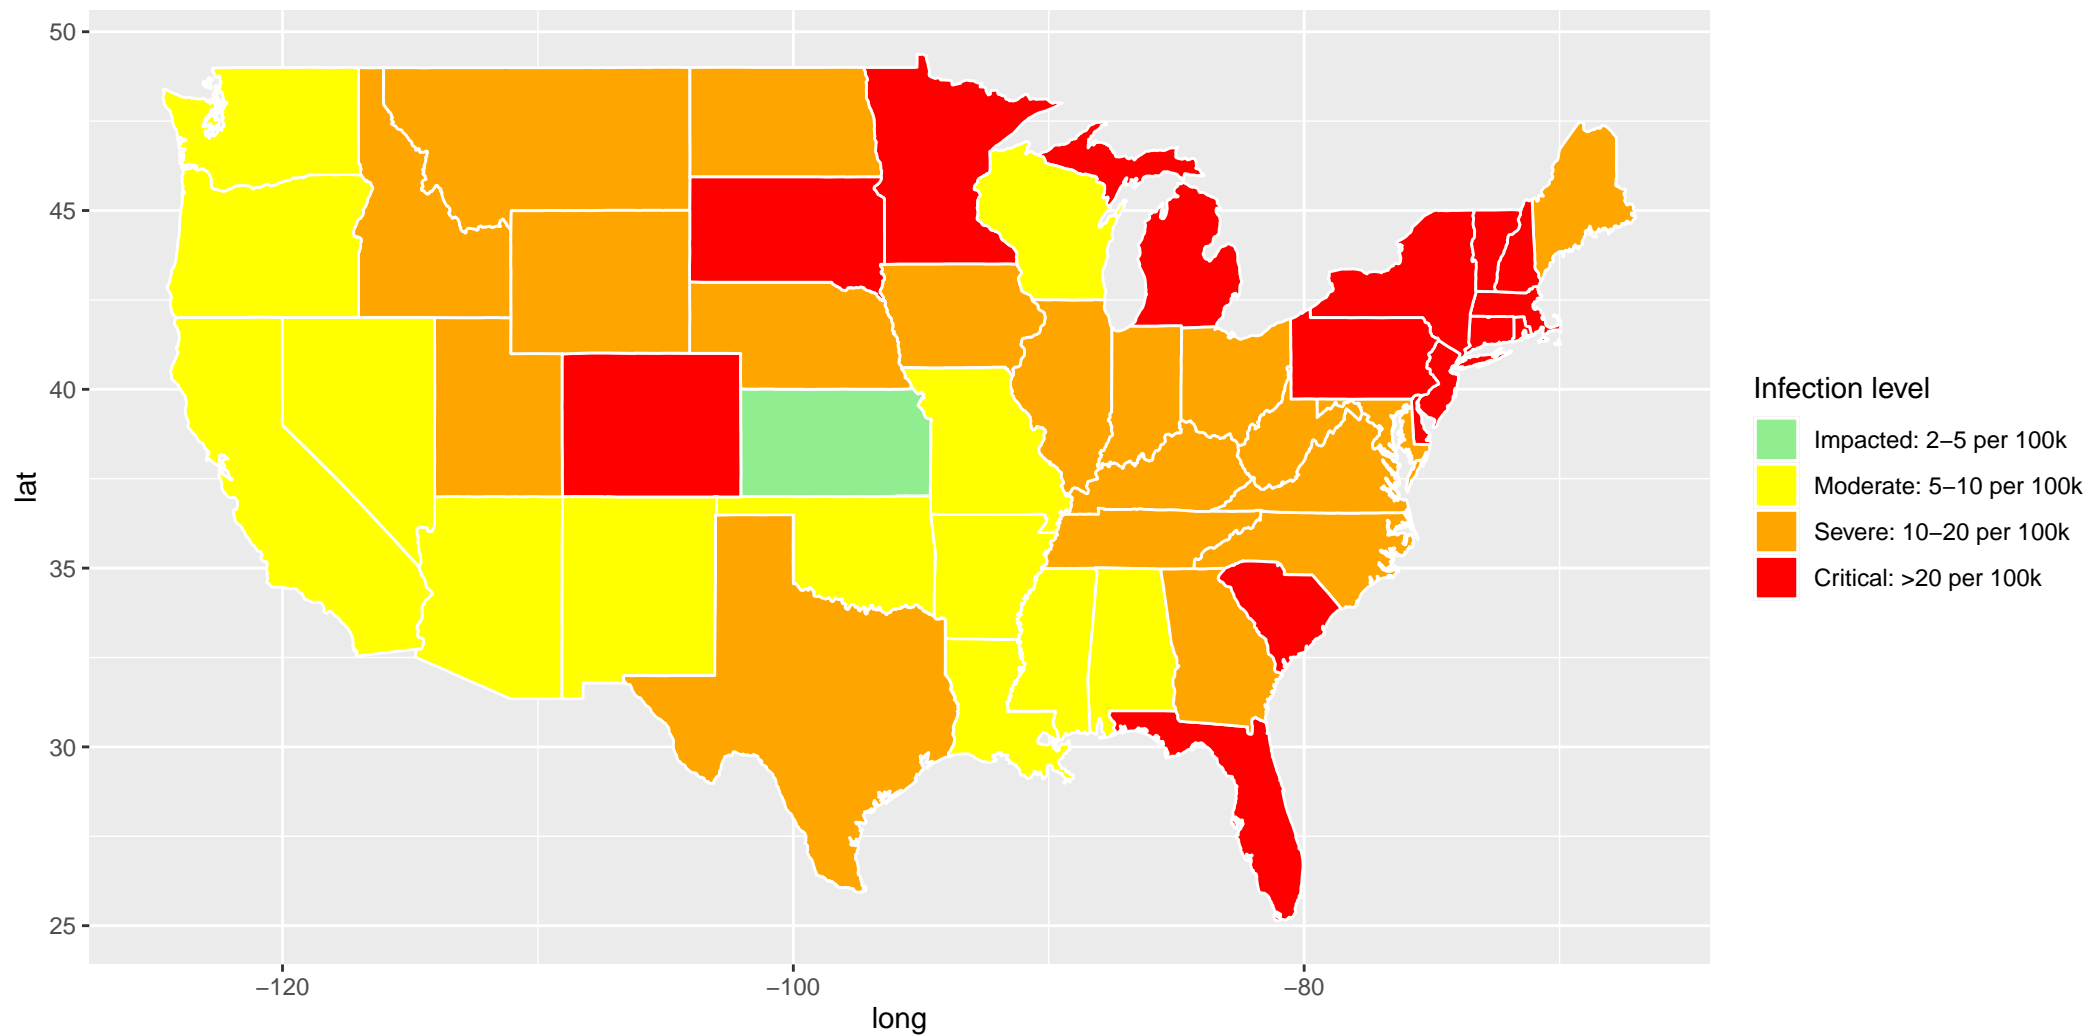 50
45
40
35
30
25
lat
−120
−100
−80
long
Infection level
Impacted: 2−5 per 100k
Moderate: 5−10 per 100k
Severe: 10−20 per 100k
Critical: >20 per 100k